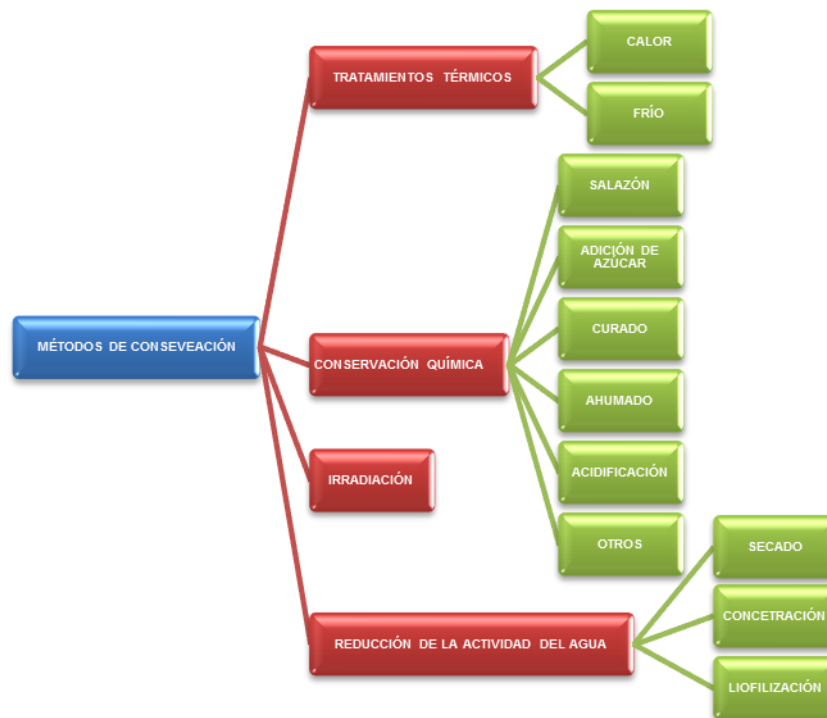 MÉTODOS DE CONSEVEACIÓN
TRATAMIENTOS TÉRMICOS
CALOR
FRÍO
CONSERVACIÓN QUÍMICA
SALAZÓN
ADICIÓN DE
AZÚCAR
CURADO
AHUMADO
ACIDIFICACIÓN
OTROS
IRRADIACIÓN
REDUCCIÓN DE LA ACTIVIDAD DEL AGUA
SECADO
CONCETRACIÓN
LIOFILIZACIÓN